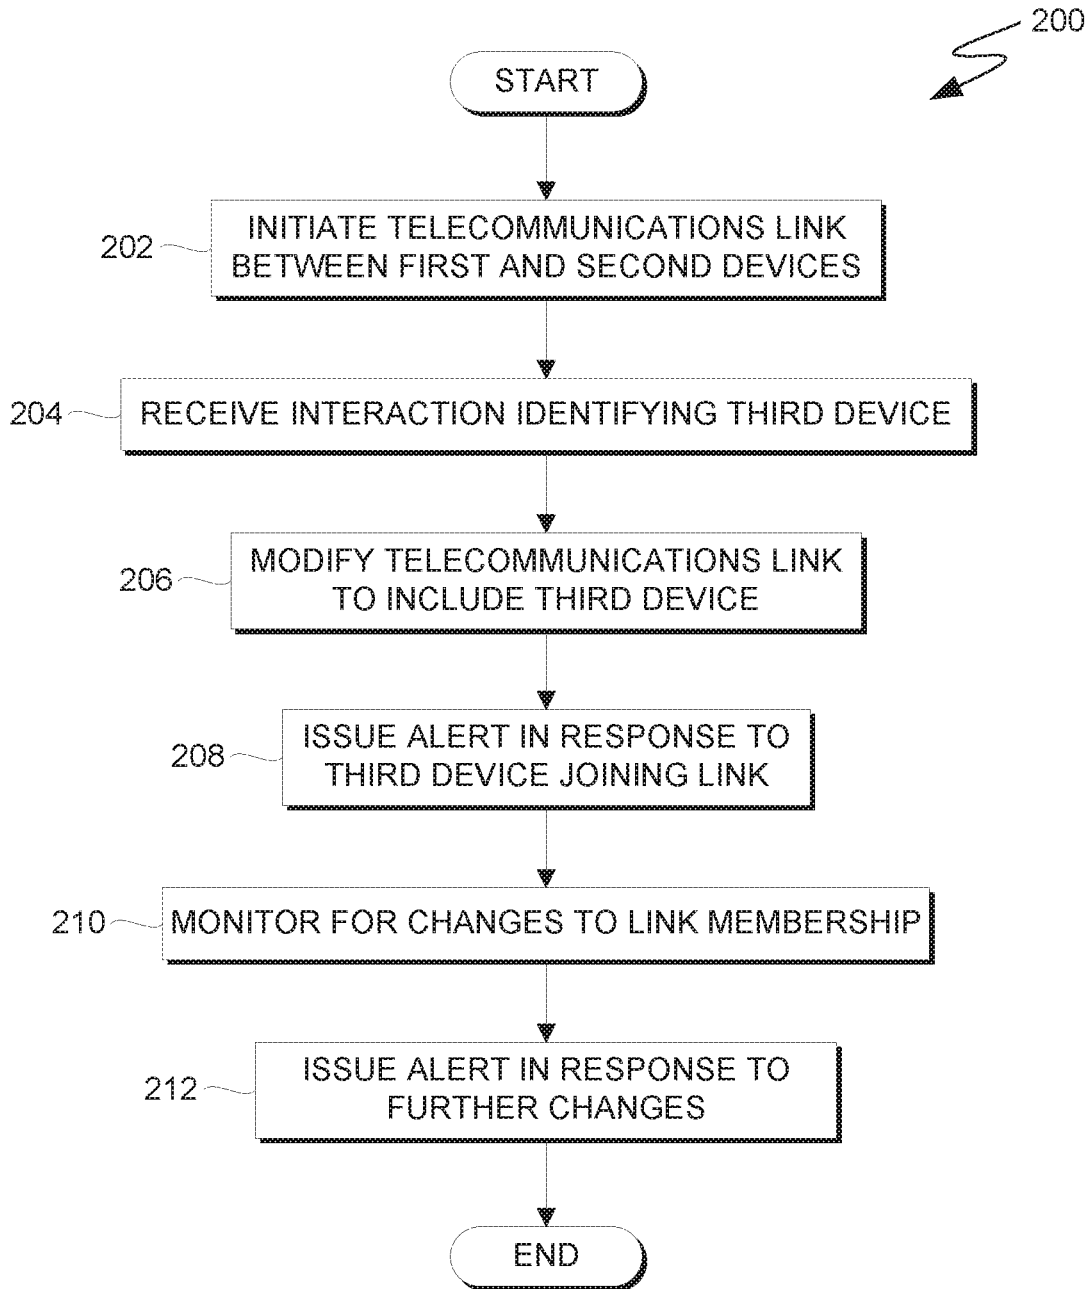 200
START
202
INITIATE TELECOMMUNICATIONS LINK
BETWEEN FIRST AND SECOND DEVICES
204
RECEIVE INTERACTION IDENTIFYING THIRD DEVICE
206
MODIFY TELECOMMUNICATIONS LINK
TO INCLUDE THIRD DEVICE
208
ISSUE ALERT IN RESPONSE TO
THIRD DEVICE JOINING LINK
210
MONITOR FOR CHANGES TO LINK MEMBERSHIP
212
ISSUE ALERT IN RESPONSE TO
FURTHER CHANGES
END